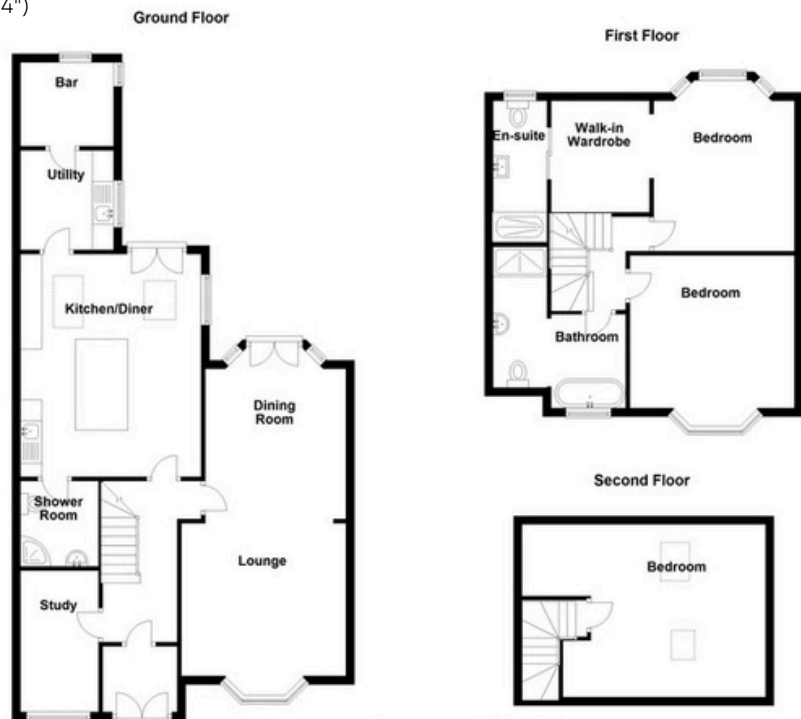 4")
Ground Floor
Bar
Utility
Kitchen/Diner
Dining
Room
Shower
Room
Lounge
Study
First Floor
En-suite
Walk-in
Wardrobe
Bedroom
Bedroom
Bathroom
Second Floor
Bedroom